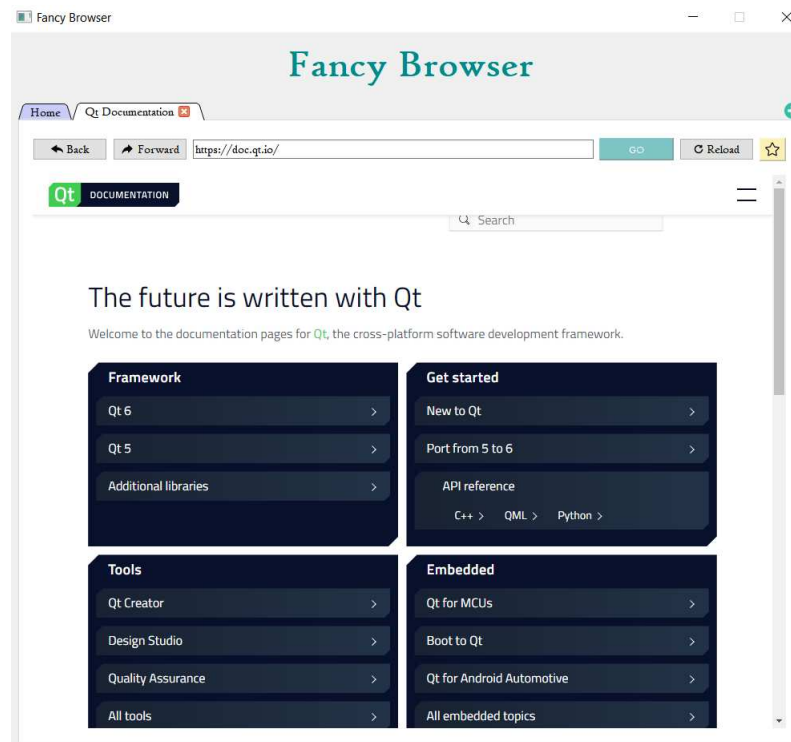 Fancy Browser
Fancy Browser
Home Qt Documentation
Back Forward https://doc.qt.io/ GO Reload
Qt DOCUMENTATION
Search
The future is written with Qt
Welcome to the documentation pages for Qt, the cross-platform software development framework.
Framework
Qt 6
Qt 5
Additional libraries
Get started
New to Qt
Port from 5 to 6
API reference
C++ > QML > Python >
Tools
Qt Creator
Design Studio
Quality Assurance
All tools
Embedded
Qt for MCUs
Boot to Qt
Qt for Android Automotive
All embedded topics